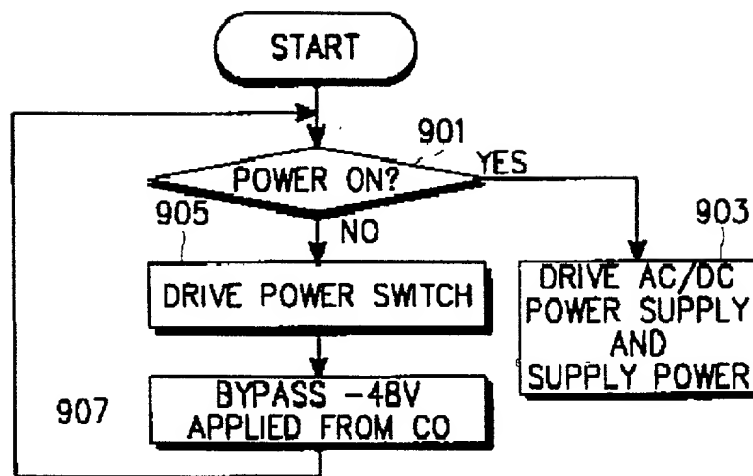 START
901
POWER ON?
YES
905
NO
903
DRIVE POWER SWITCH
DRIVE AC/DC
POWER SUPPLY
AND
SUPPLY POWER
907
BYPASS -48V
APPLIED FROM CO